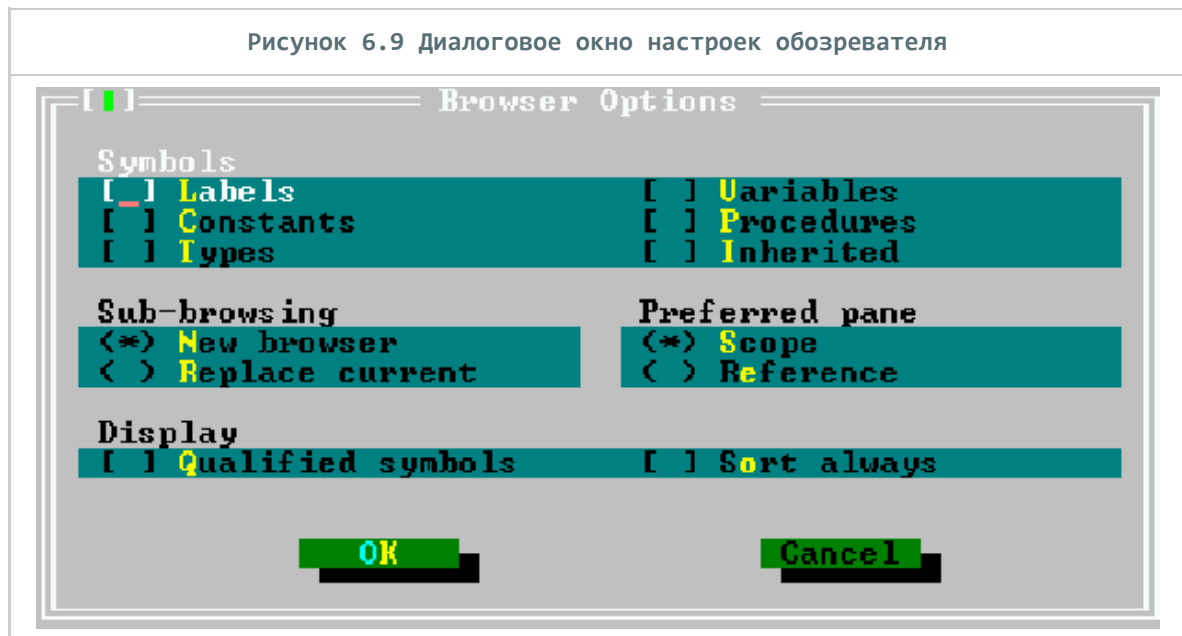 Рисунок 6.9 Диалоговое окно настроек обозревателя
[ ] Browser Options
Symbols
[_] Labels [ ] Variables
[ ] Constants [ ] Procedures
[ ] Types [ ] Inherited
Sub-browsing Preferred pane
(*) New browser (*) Scope
( ) Replace current ( ) Reference
Display
[ ] Qualified symbols [ ] Sort always
OK Cancel